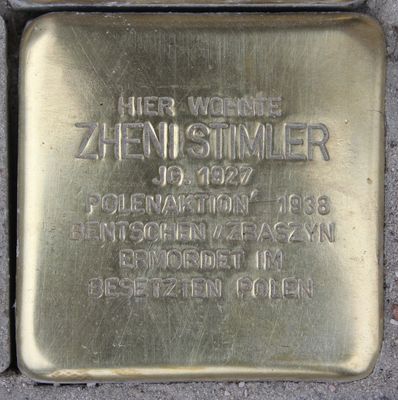 HIER WOHNTE
ZHENI STIMLER
JG. 1927
'POLENAKTION' 1938
BENTSCHEN / ZBASZYN
ERMORDET IM
BESETZTEN POLEN